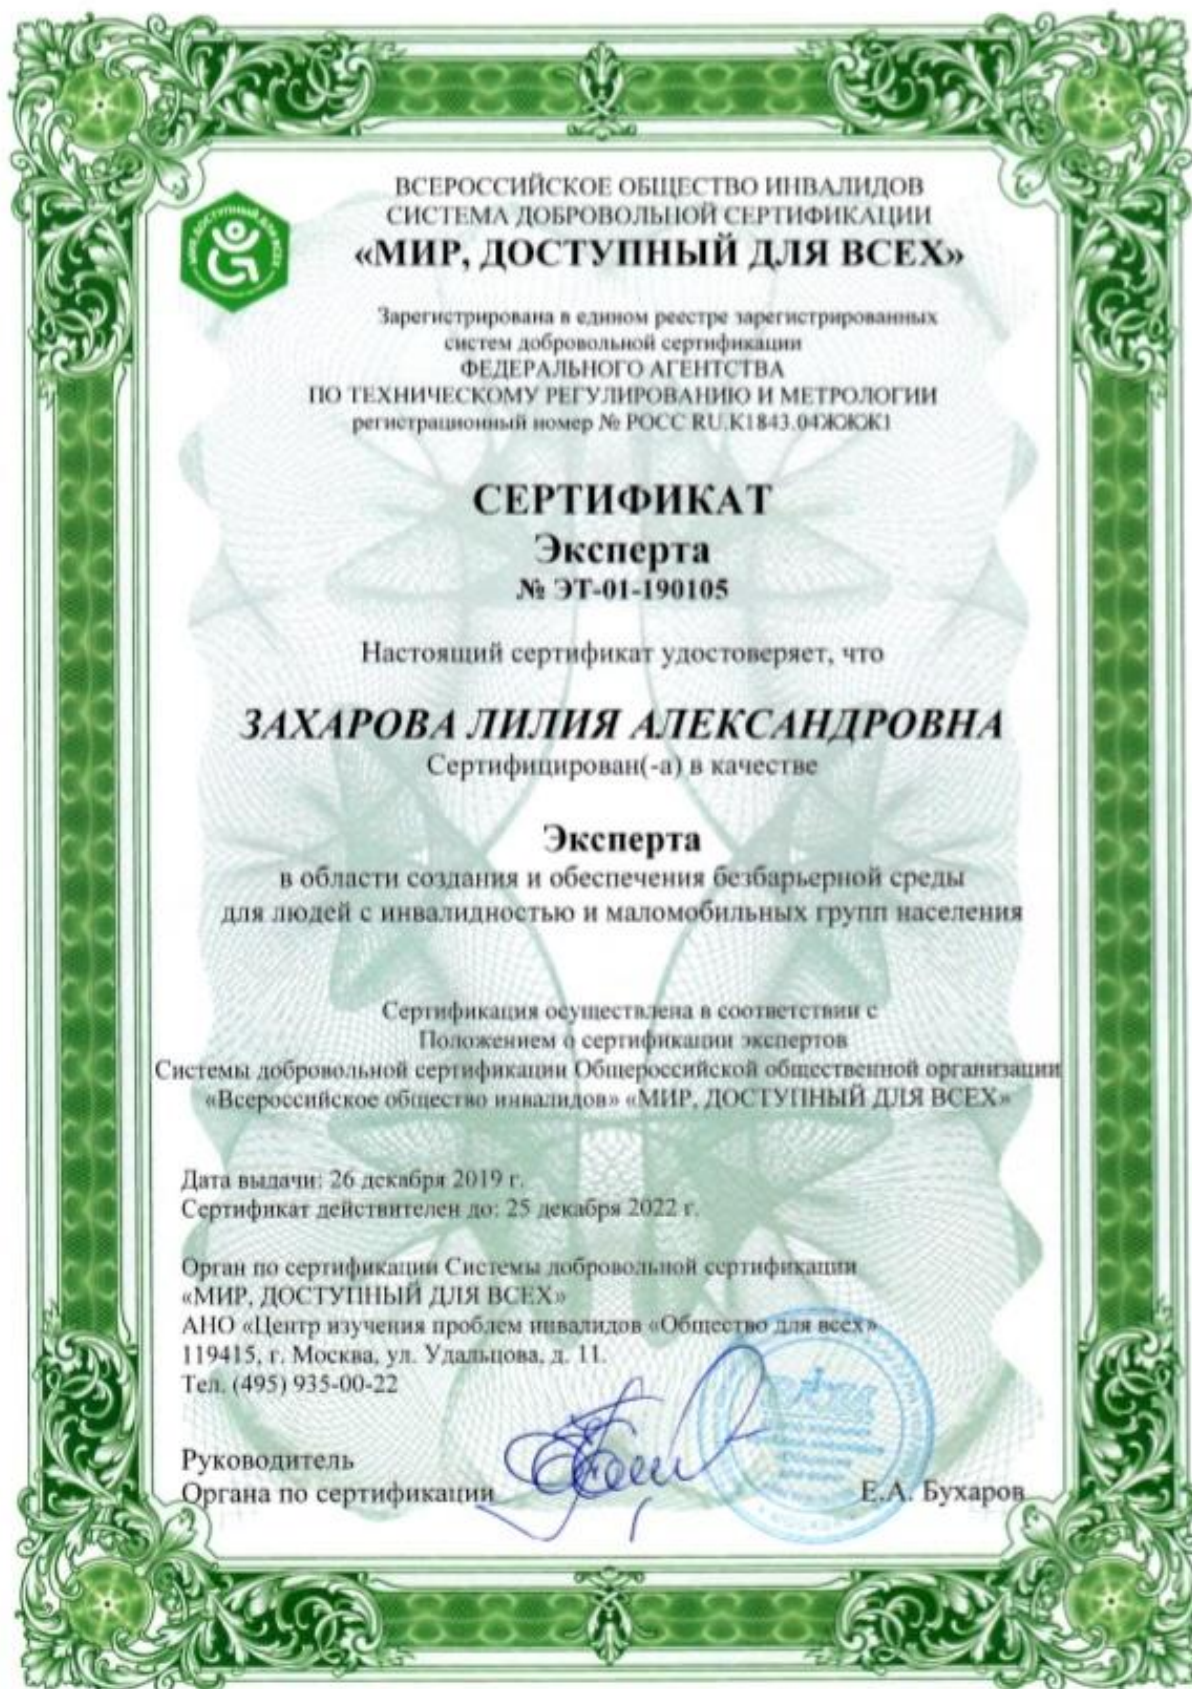 ВСЕРОССИЙСКОЕ ОБЩЕСТВО ИНВАЛИДОВ
СИСТЕМА ДОБРОВОЛЬНОЙ СЕРТИФИКАЦИИ
«МИР, ДОСТУПНЫЙ ДЛЯ ВСЕХ»
МИР ДОСТУПНЫЙ ДЛЯ ВСЕХ
Зарегистрирована в едином реестре зарегистрированных
систем добровольной сертификации
ФЕДЕРАЛЬНОГО АГЕНТСТВА
ПО ТЕХНИЧЕСКОМУ РЕГУЛИРОВАНИЮ И МЕТРОЛОГИИ
регистрационный номер № РОСС RU.К1843.04ЖЖЖ1
СЕРТИФИКАТ
Эксперта
№ ЭТ-01-190105
Настоящий сертификат удостоверяет, что
ЗАХАРОВА ЛИЛИЯ АЛЕКСАНДРОВНА
Сертифицирован(-а) в качестве
Эксперта
в области создания и обеспечения безбарьерной среды
для людей с инвалидностью и маломобильных групп населения
Сертификация осуществлена в соответствии с
Положением о сертификации экспертов
Системы добровольной сертификации Общероссийской общественной организации
«Всероссийское общество инвалидов» «МИР, ДОСТУПНЫЙ ДЛЯ ВСЕХ»
Дата выдачи: 26 декабря 2019 г.
Сертификат действителен до: 25 декабря 2022 г.
Орган по сертификации Системы добровольной сертификации
«МИР, ДОСТУПНЫЙ ДЛЯ ВСЕХ»
АНО «Центр изучения проблем инвалидов «Общество для всех»
119415, г. Москва, ул. Удальцова, д. 11.
Тел. (495) 935-00-22
Руководитель
Органа по сертификации
Е.А. Бухаров